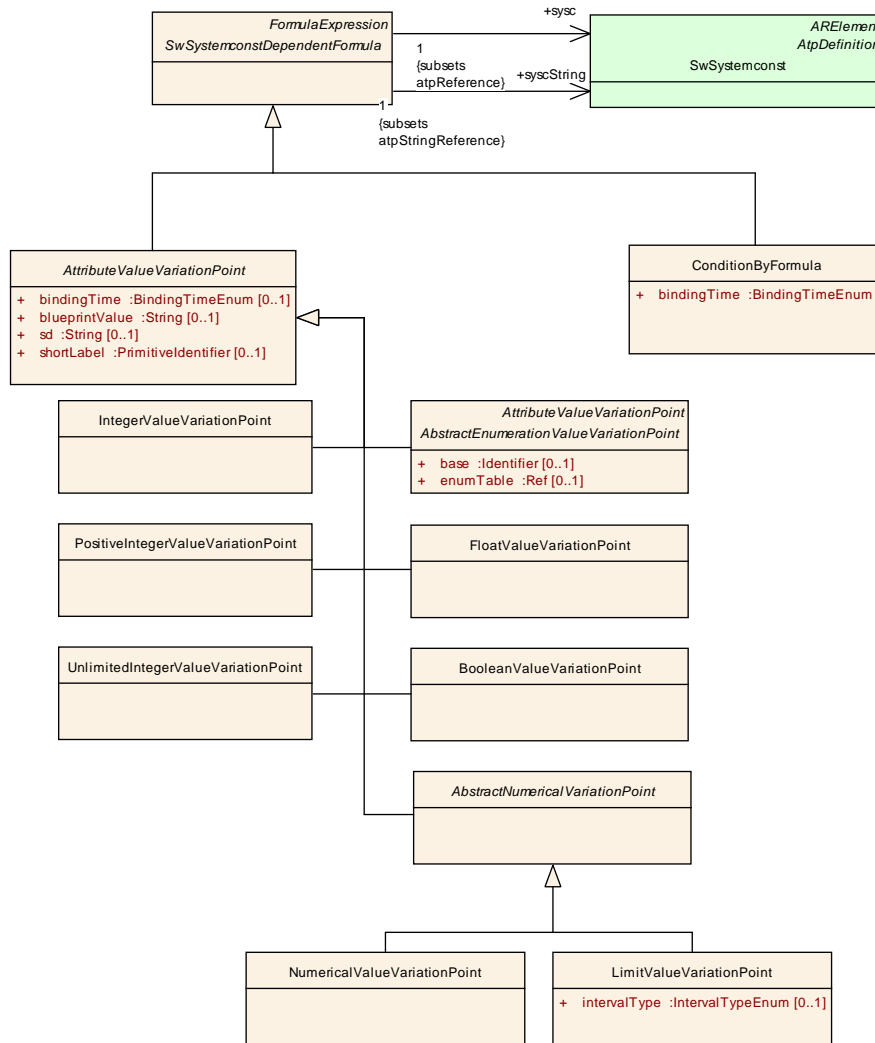 FormulaExpression
SwSystemconstDependentFormula
+sysc
1
{subsets
atpReference}
+syscString
1
{subsets
atpStringReference}
ARElemen
AtpDefinition
SwSystemconst
AttributeValueVariationPoint
+ bindingTime :BindingTimeEnum [0..1]
+ blueprintValue :String [0..1]
+ sd :String [0..1]
+ shortLabel :PrimitiveIdentifier [0..1]
ConditionByFormula
+ bindingTime :BindingTimeEnum
IntegerValueVariationPoint
AttributeValueVariationPoint
AbstractEnumerationValueVariationPoint
+ base :Identifier [0..1]
+ enumTable :Ref [0..1]
PositiveIntegerValueVariationPoint
FloatValueVariationPoint
UnlimitedIntegerValueVariationPoint
BooleanValueVariationPoint
AbstractNumericalVariationPoint
NumericalValueVariationPoint
LimitValueVariationPoint
+ intervalType :IntervalTypeEnum [0..1]